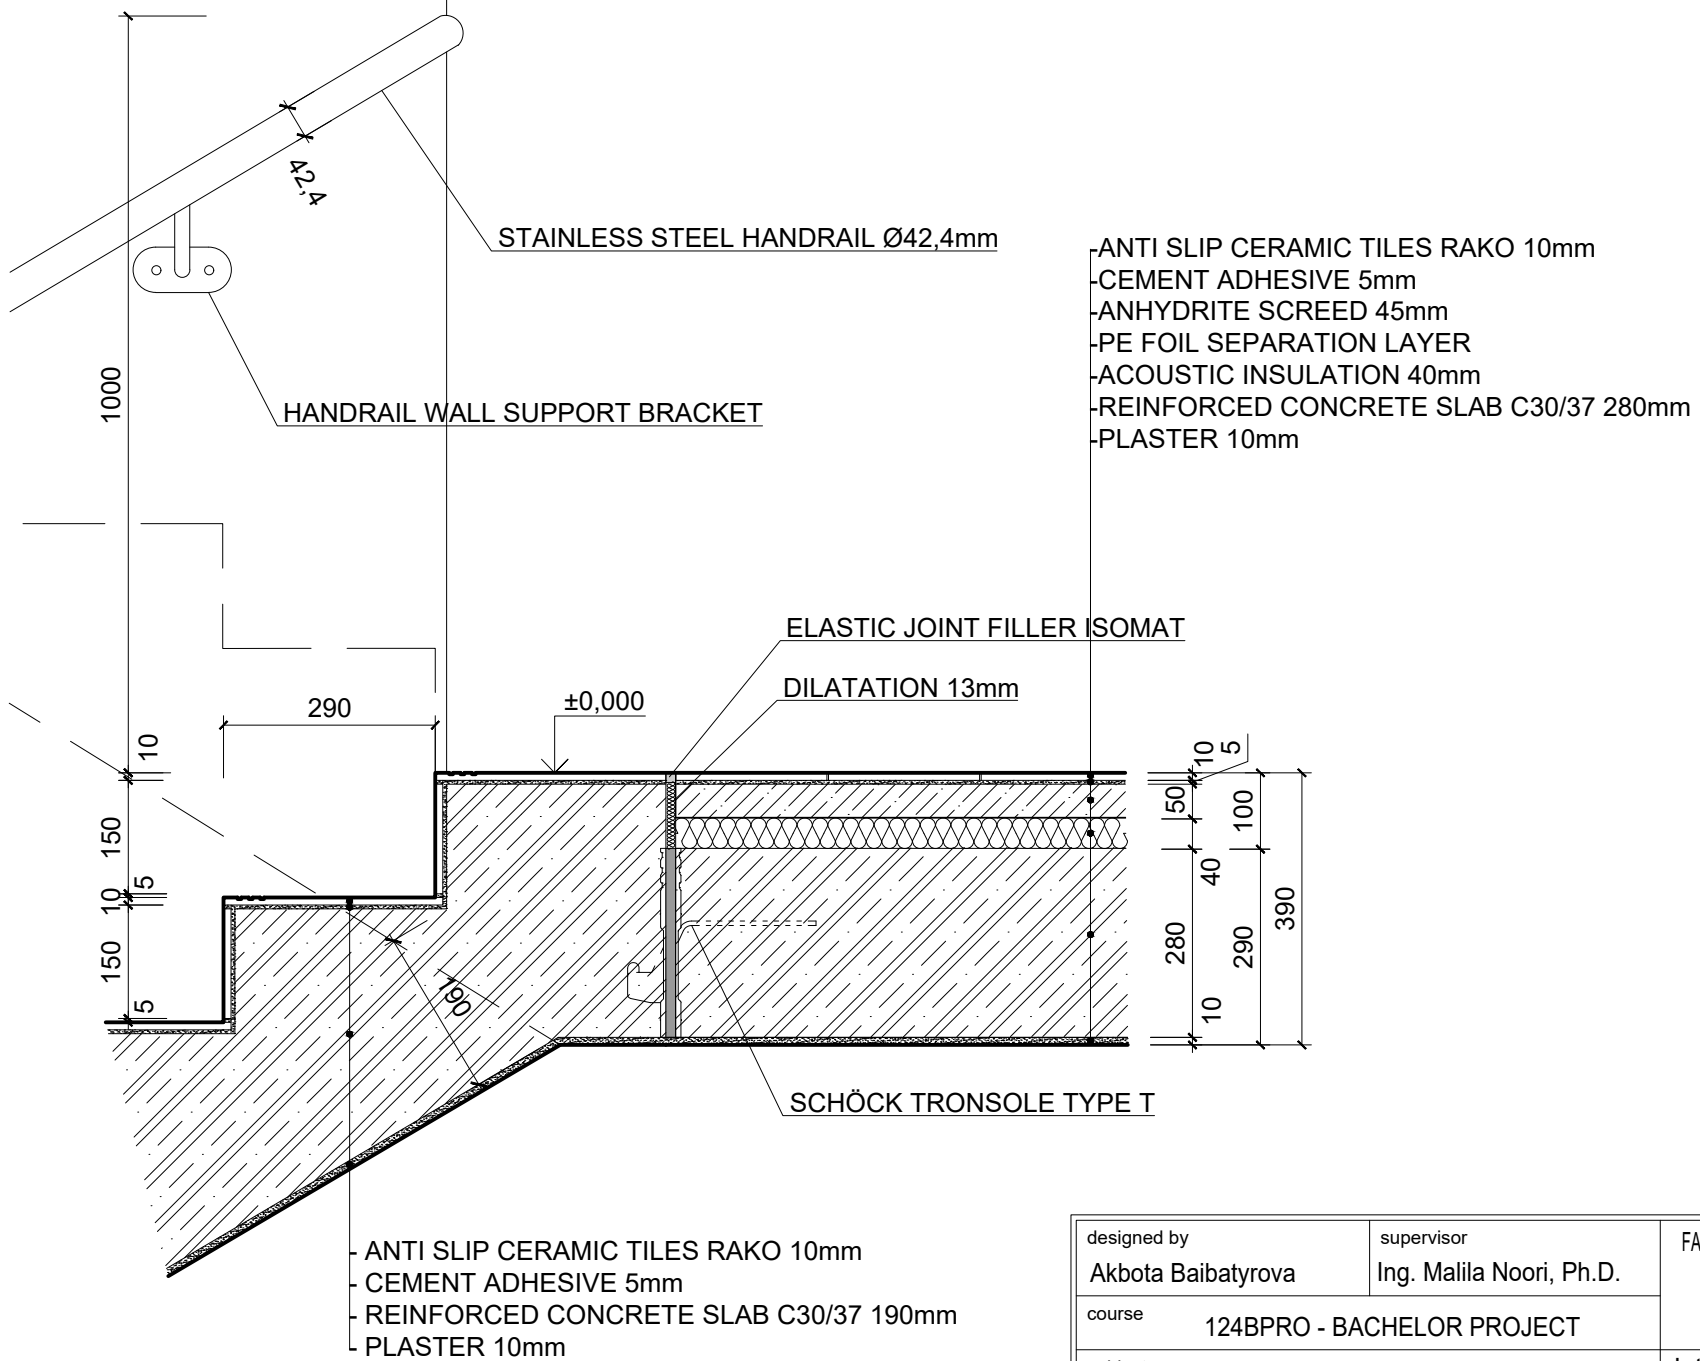 42,4
STAINLESS STEEL HANDRAIL Ø42,4mm
-ANTI SLIP CERAMIC TILES RAKO 10mm
-CEMENT ADHESIVE 5mm
-ANHYDRITE SCREED 45mm
-PE FOIL SEPARATION LAYER
-ACOUSTIC INSULATION 40mm
-REINFORCED CONCRETE SLAB C30/37 280mm
-PLASTER 10mm
1000
HANDRAIL WALL SUPPORT BRACKET
ELASTIC JOINT FILLER ISOMAT
DILATATION 13mm
290
±0,000
10
150
5
10
150
5
190
10
5
50
100
40
280
290
390
10
SCHÖCK TRONSOLE TYPE T
- ANTI SLIP CERAMIC TILES RAKO 10mm
- CEMENT ADHESIVE 5mm
- REINFORCED CONCRETE SLAB C30/37 190mm
- PLASTER 10mm
designed by
Akbota Baibatyrova
supervisor
Ing. Malila Noori, Ph.D.
FA
course
124BPRO - BACHELOR PROJECT